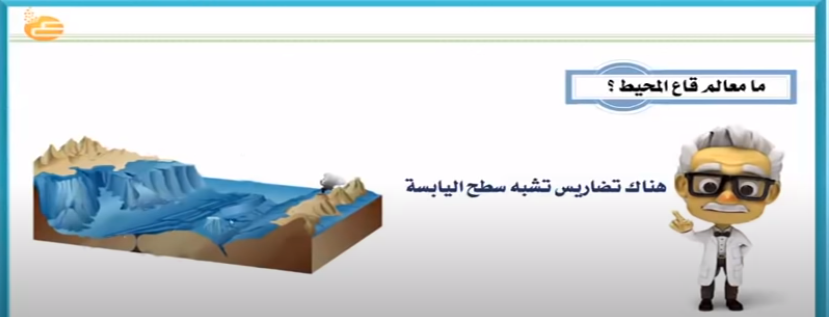 ما معالم قاع المحيط ؟
هناك تضاريس تشبه سطح اليابسة